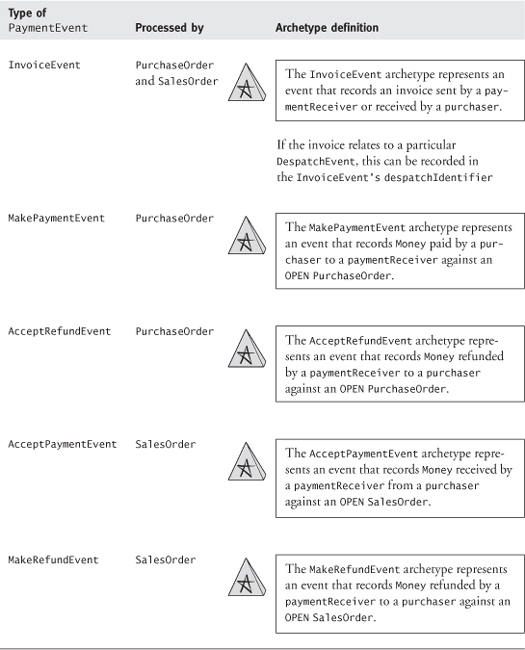 Type of
PaymentEvent Processed by Archetype definition
InvoiceEvent PurchaseOrder
and SalesOrder
The InvoiceEvent archetype represents an
event that records an invoice sent by a pay-
mentReceiver or received by a purchaser.
If the invoice relates to a particular
DespatchEvent, this can be recorded in
the InvoiceEvent's despatchIdentifier
MakePaymentEvent PurchaseOrder
The MakePaymentEvent archetype represents
an event that records Money paid by a pur-
chaser to a paymentReceiver against an
OPEN PurchaseOrder.
AcceptRefundEvent PurchaseOrder
The AcceptRefundEvent archetype repre-
sents an event that records Money refunded
by a paymentReceiver to a purchaser
against an OPEN PurchaseOrder.
AcceptPaymentEvent SalesOrder
The AcceptPaymentEvent archetype repre-
sents an event that records Money received by
a paymentReceiver from a purchaser
against an OPEN SalesOrder.
MakeRefundEvent SalesOrder
The MakeRefundEvent archetype represents
an event that records Money refunded by a
paymentReceiver to a purchaser against an
OPEN SalesOrder.